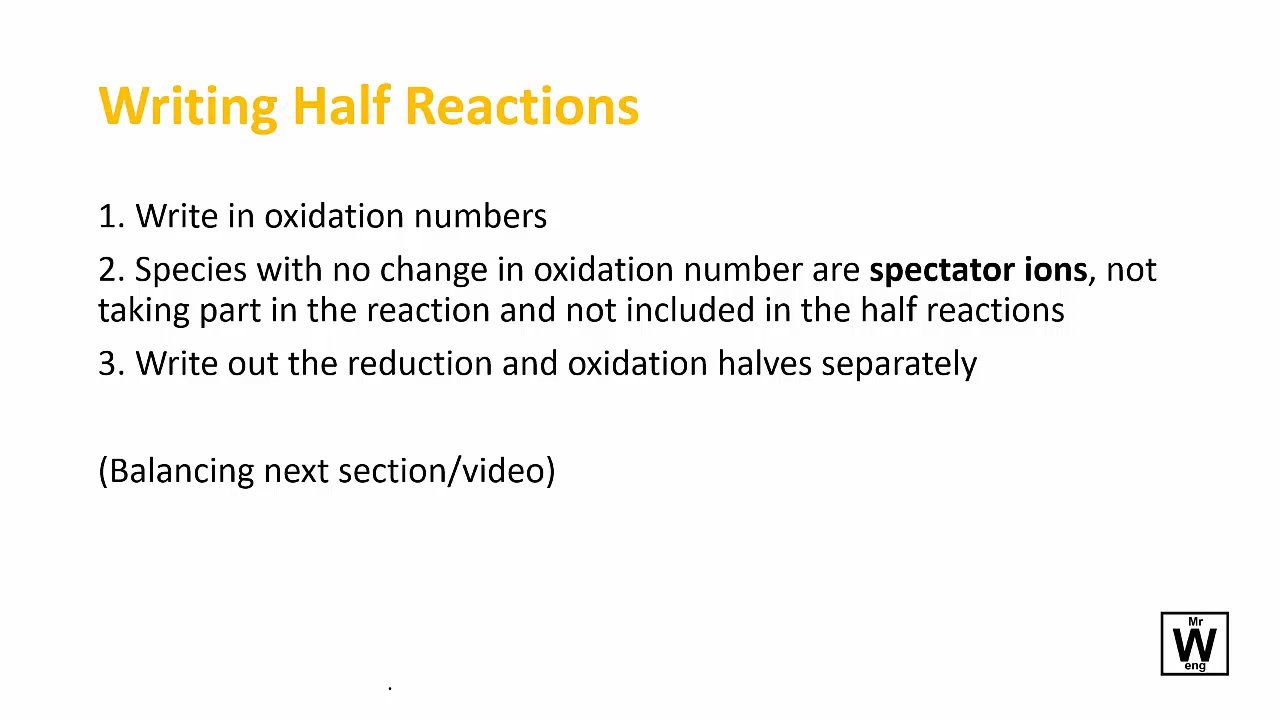 Writing Half Reactions
1. Write in oxidation numbers
2. Species with no change in oxidation number are spectator ions, not
taking part in the reaction and not included in the half reactions
3. Write out the reduction and oxidation halves separately
(Balancing next section/video)
Mr
W
eng
.